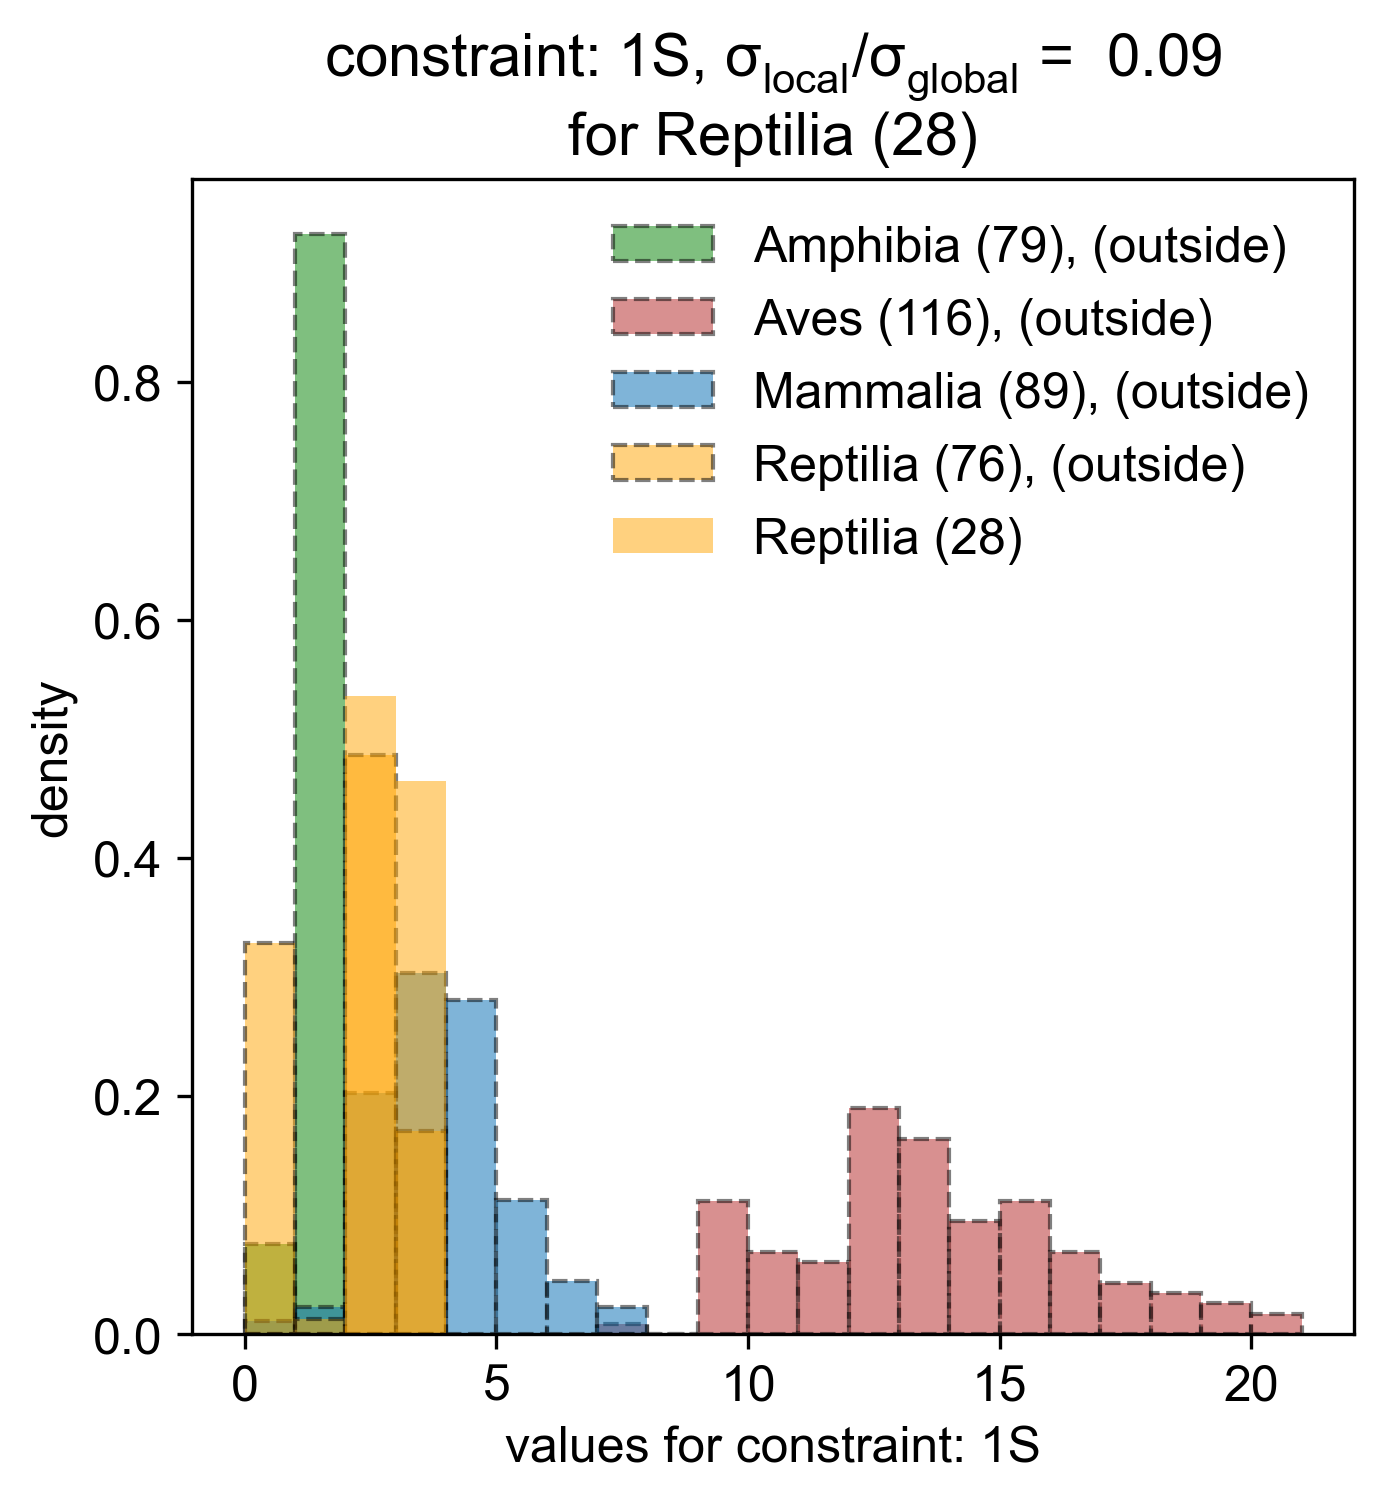 constraint: 1S, σlocal/σglobal = 0.09
for Reptilia (28)
Amphibia (79), (outside)
Aves (116), (outside)
Mammalia (89), (outside)
Reptilia (76), (outside)
Reptilia (28)
density
0.8
0.6
0.4
0.2
0.0
0 5 10 15 20
values for constraint: 1S